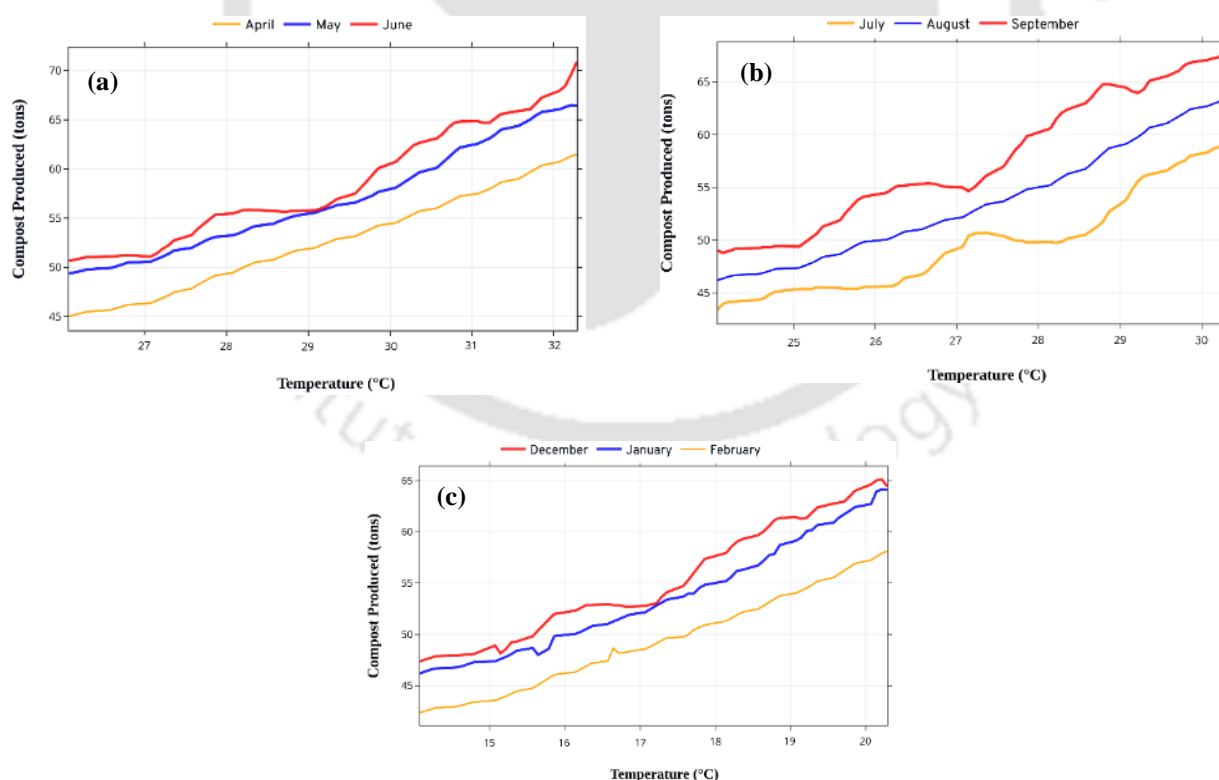 April May June
July August September
(a)
(b)
70
65
60
55
50
45
Compost Produced (tons)
27 28 29 30 31 32
Temperature (°C)
65
60
55
50
45
Compost Produced (tons)
25 26 27 28 29 30
Temperature (°C)
December January February
(c)
65
60
55
50
45
Compost Produced (tons)
15 16 17 18 19 20
Temperature (°C)